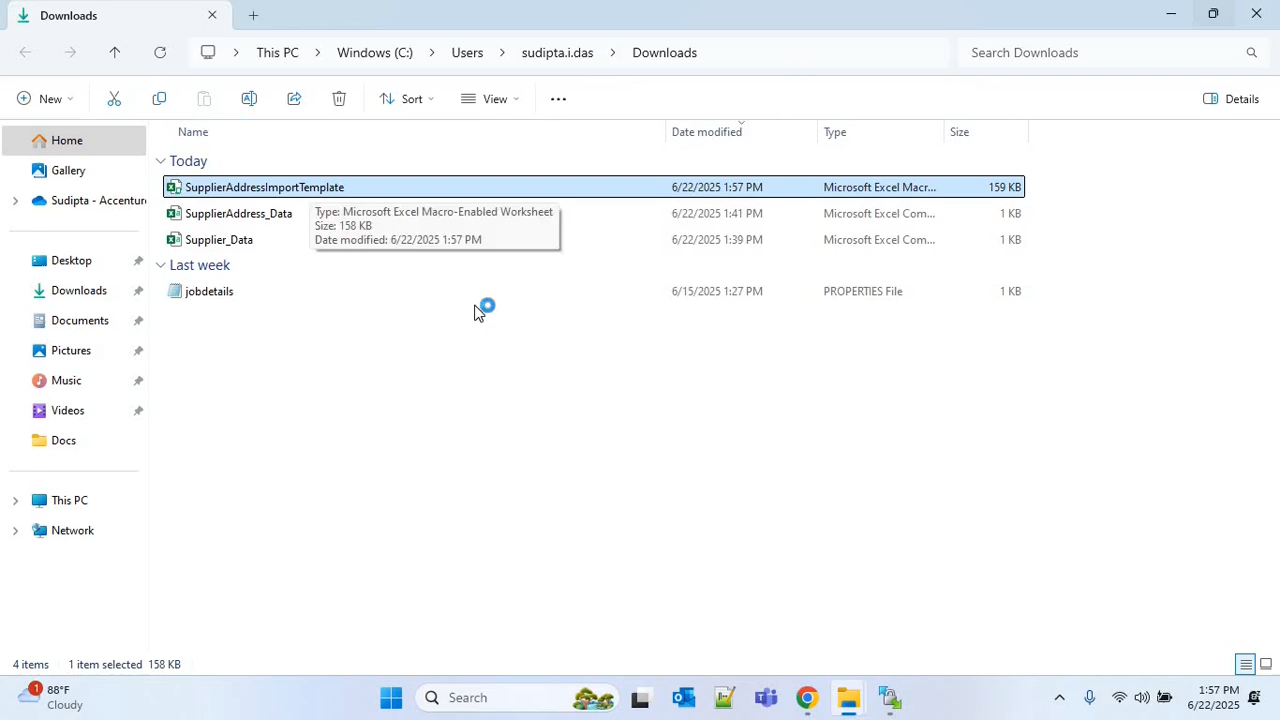 Downloads
This PC > Windows (C:) > Users > sudipta.i.das > Downloads
Search Downloads
New
Sort
View
Details
Name Date modified Type Size
Home
Gallery
Sudipta - Accenture
Desktop
Downloads
Documents
Pictures
Music
Videos
Docs
This PC
Network
Today
SupplierAddressImportTemplate 6/22/2025 1:57 PM Microsoft Excel Macr... 159 KB
SupplierAddress_Data 6/22/2025 1:41 PM Microsoft Excel Com... 1 KB
Type: Microsoft Excel Macro-Enabled Worksheet
Size: 158 KB
Date modified: 6/22/2025 1:57 PM
Supplier_Data 6/22/2025 1:39 PM Microsoft Excel Com... 1 KB
Last week
jobdetails 6/15/2025 1:27 PM PROPERTIES File 1 KB
4 items 1 item selected 158 KB
1
88°F
Cloudy
Search
1:57 PM
6/22/2025